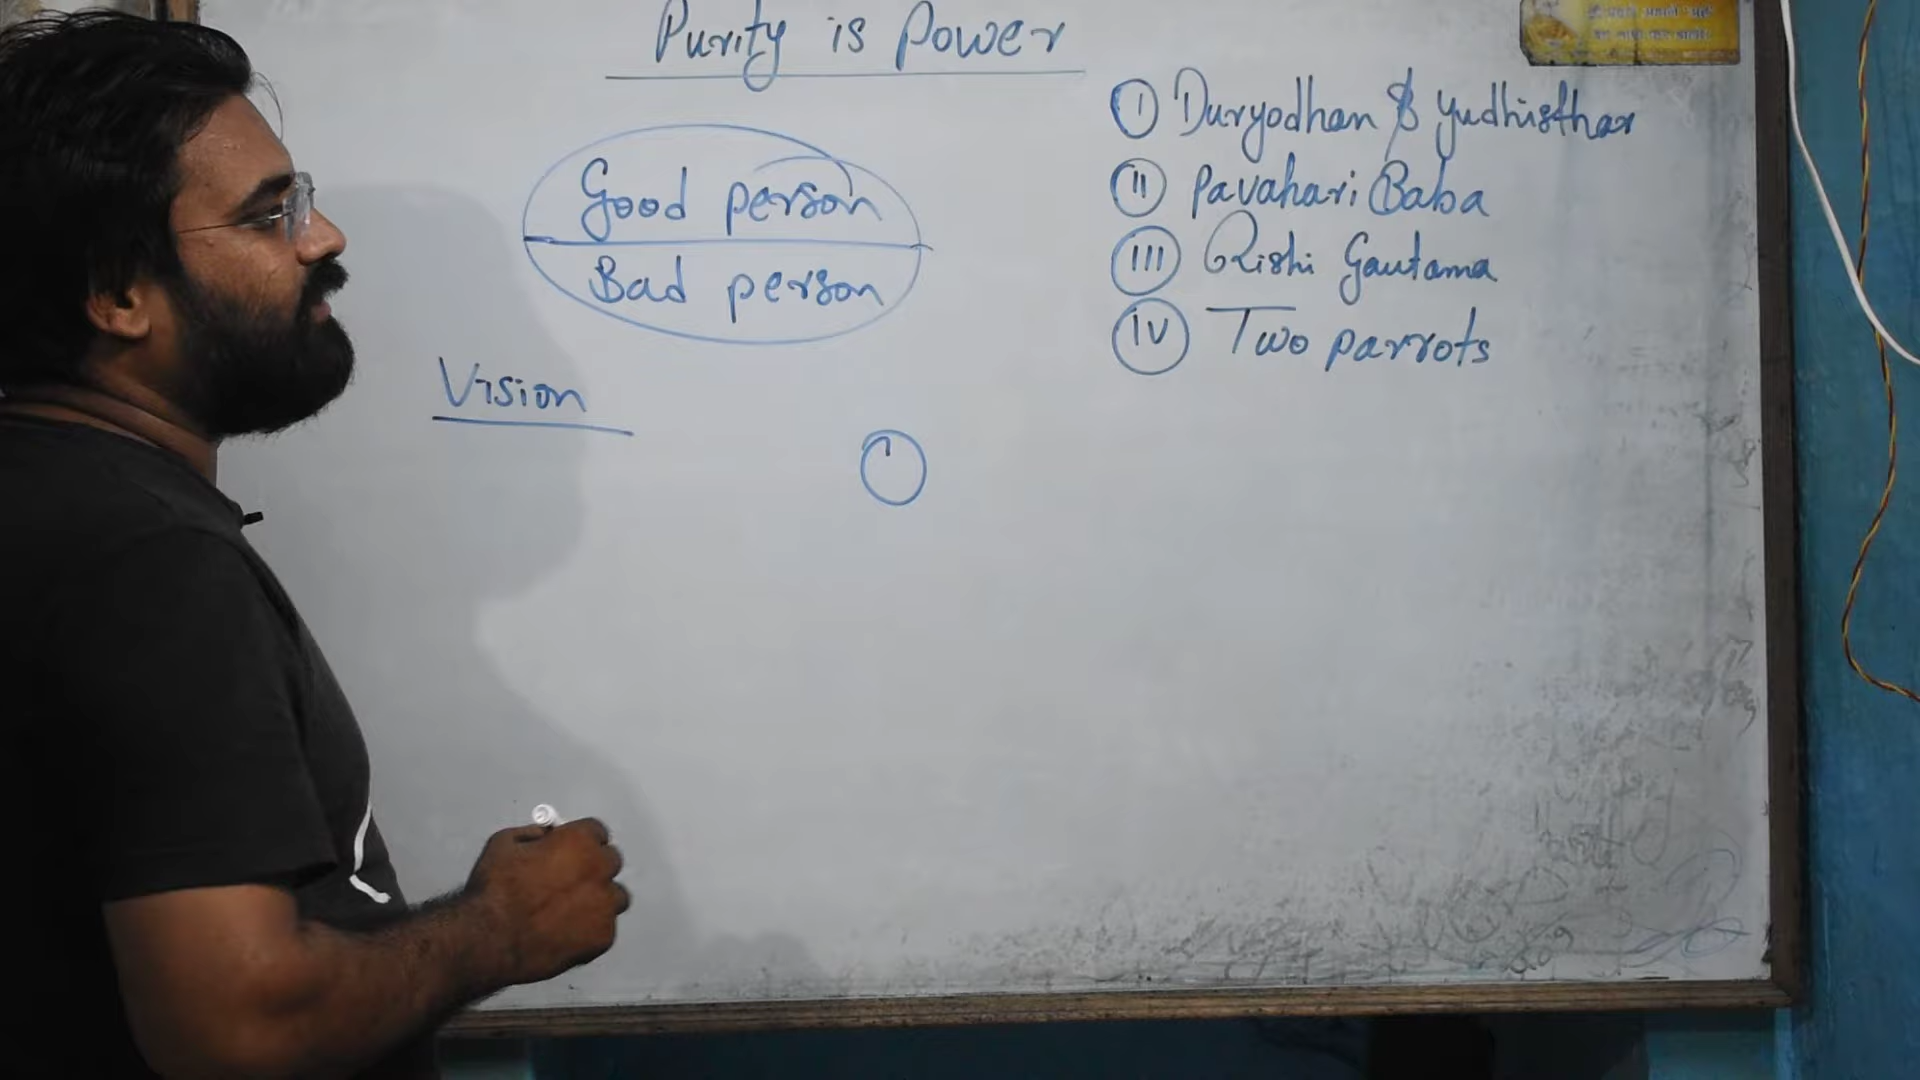 Purity is Power
Good person
Bad person
Vision
I Duryodhan & Yudhisthar
II Pavahari Baba
III Rishi Gautama
IV Two parrots